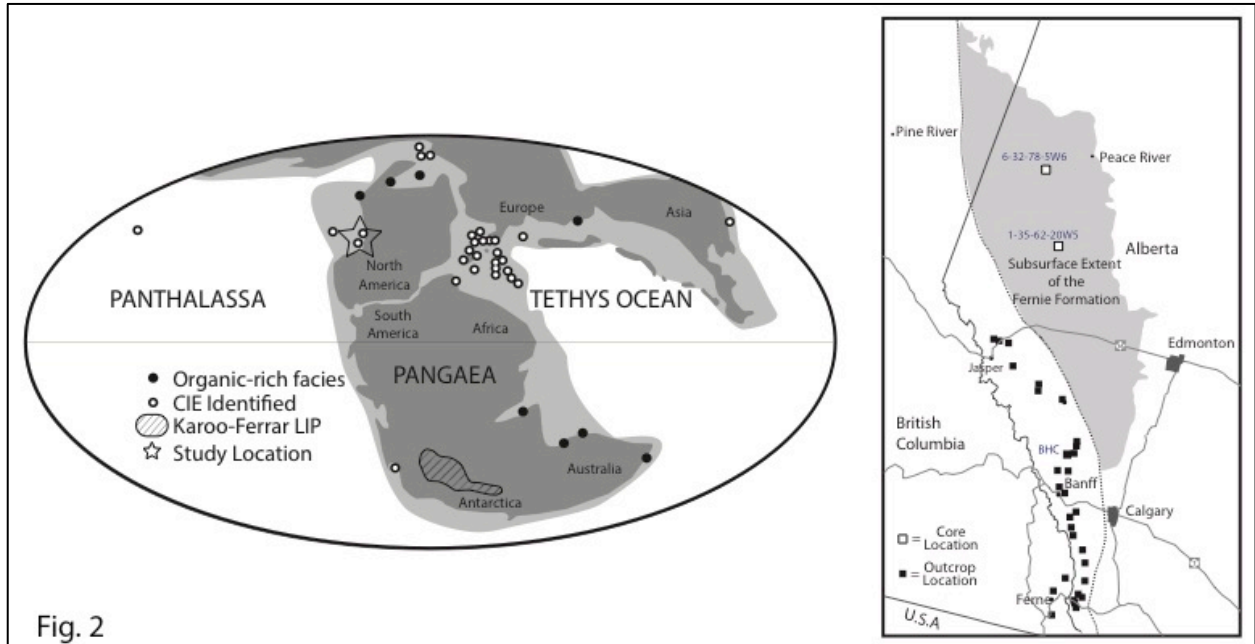 Europe
Asia
North
America
PANTHALASSA
TETHYS OCEAN
South
America
Africa
PANGAEA
Organic-rich facies
CIE Identified
Karoo-Ferrar LIP
Study Location
Australia
Antarctica
Fig. 2
Pine River
6-32-78-5W6
Peace River
1-35-62-20W5
Alberta
Subsurface Extent
of the
Fernie Formation
Edmonton
Jasper
British
Columbia
BHC
Banff
Calgary
= Core
Location
= Outcrop
Location
Fernie
U.S.A